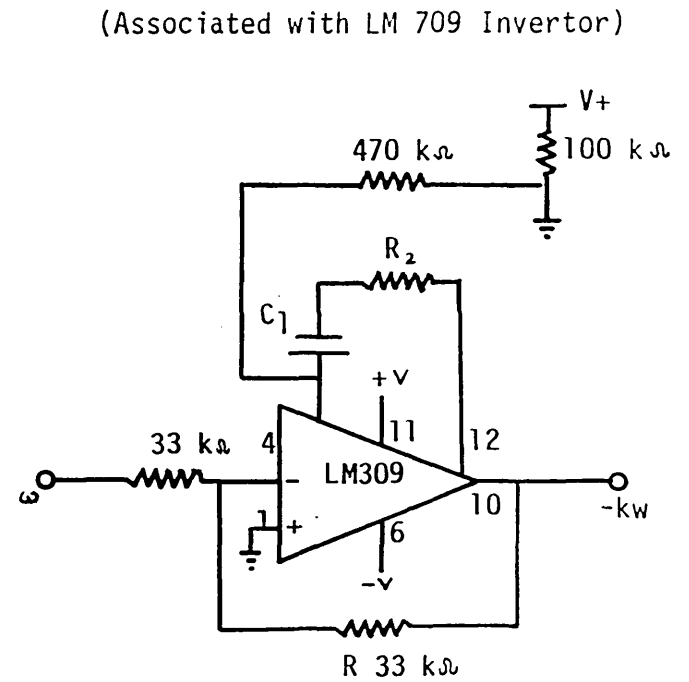 (Associated with LM 709 Invertor)
V+
470 kΩ
100 kΩ
R₂
C1
+V
11
12
33 kΩ
4
LM309
-
ω
10
-kw
1
+
6
-V
R 33 kΩ